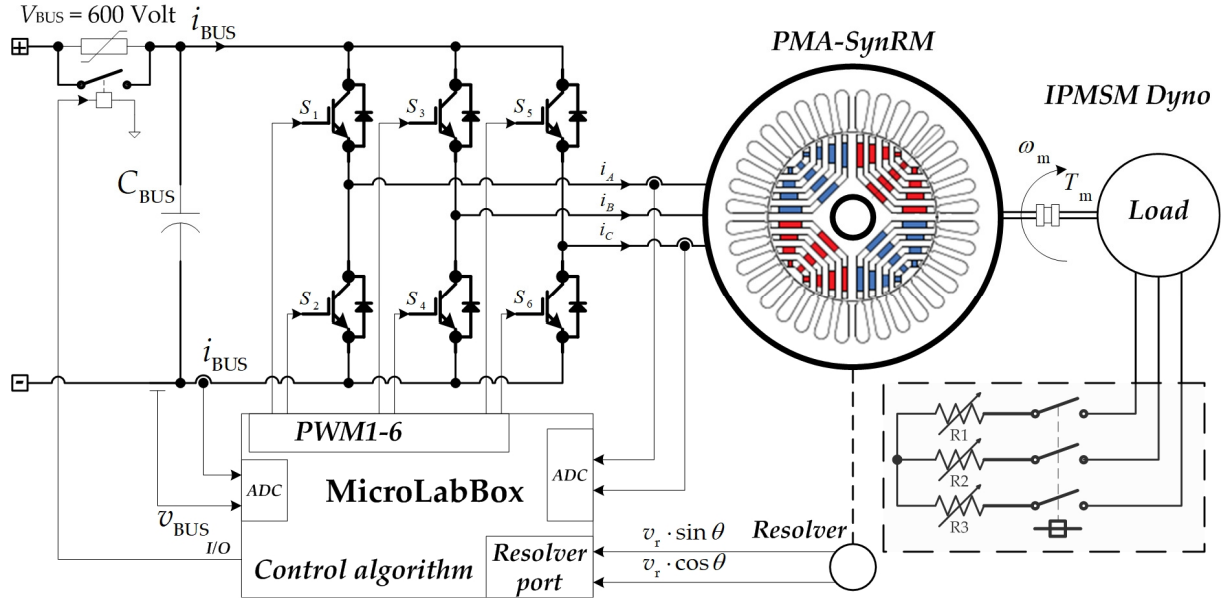 V_BUS = 600 Volt
i_BUS
PMA-SynRM
IPMSM Dyno
S_1
S_3
S_5
C_BUS
i_A
i_B
i_C
ω_m
T_m
Load
S_2
S_4
S_6
i_BUS
PWM1-6
ADC
ADC
MicroLabBox
v_BUS
I/O
Control algorithm
Resolver
port
v_r · sin θ
v_r · cos θ
Resolver
R1
R2
R3